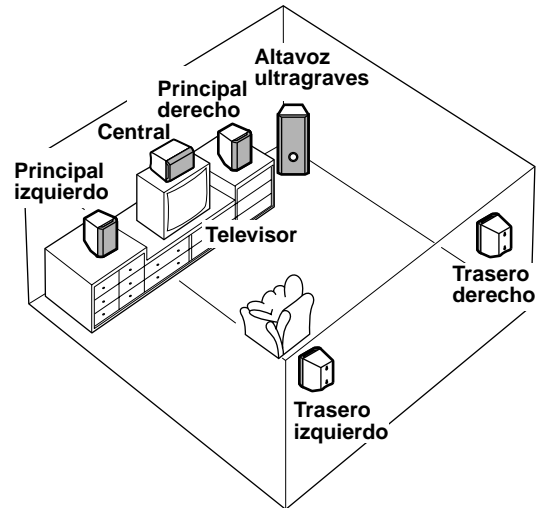 Altavoz
ultragraves
Principal
derecho
Central
Principal
izquierdo
Televisor
Trasero
derecho
Trasero
izquierdo